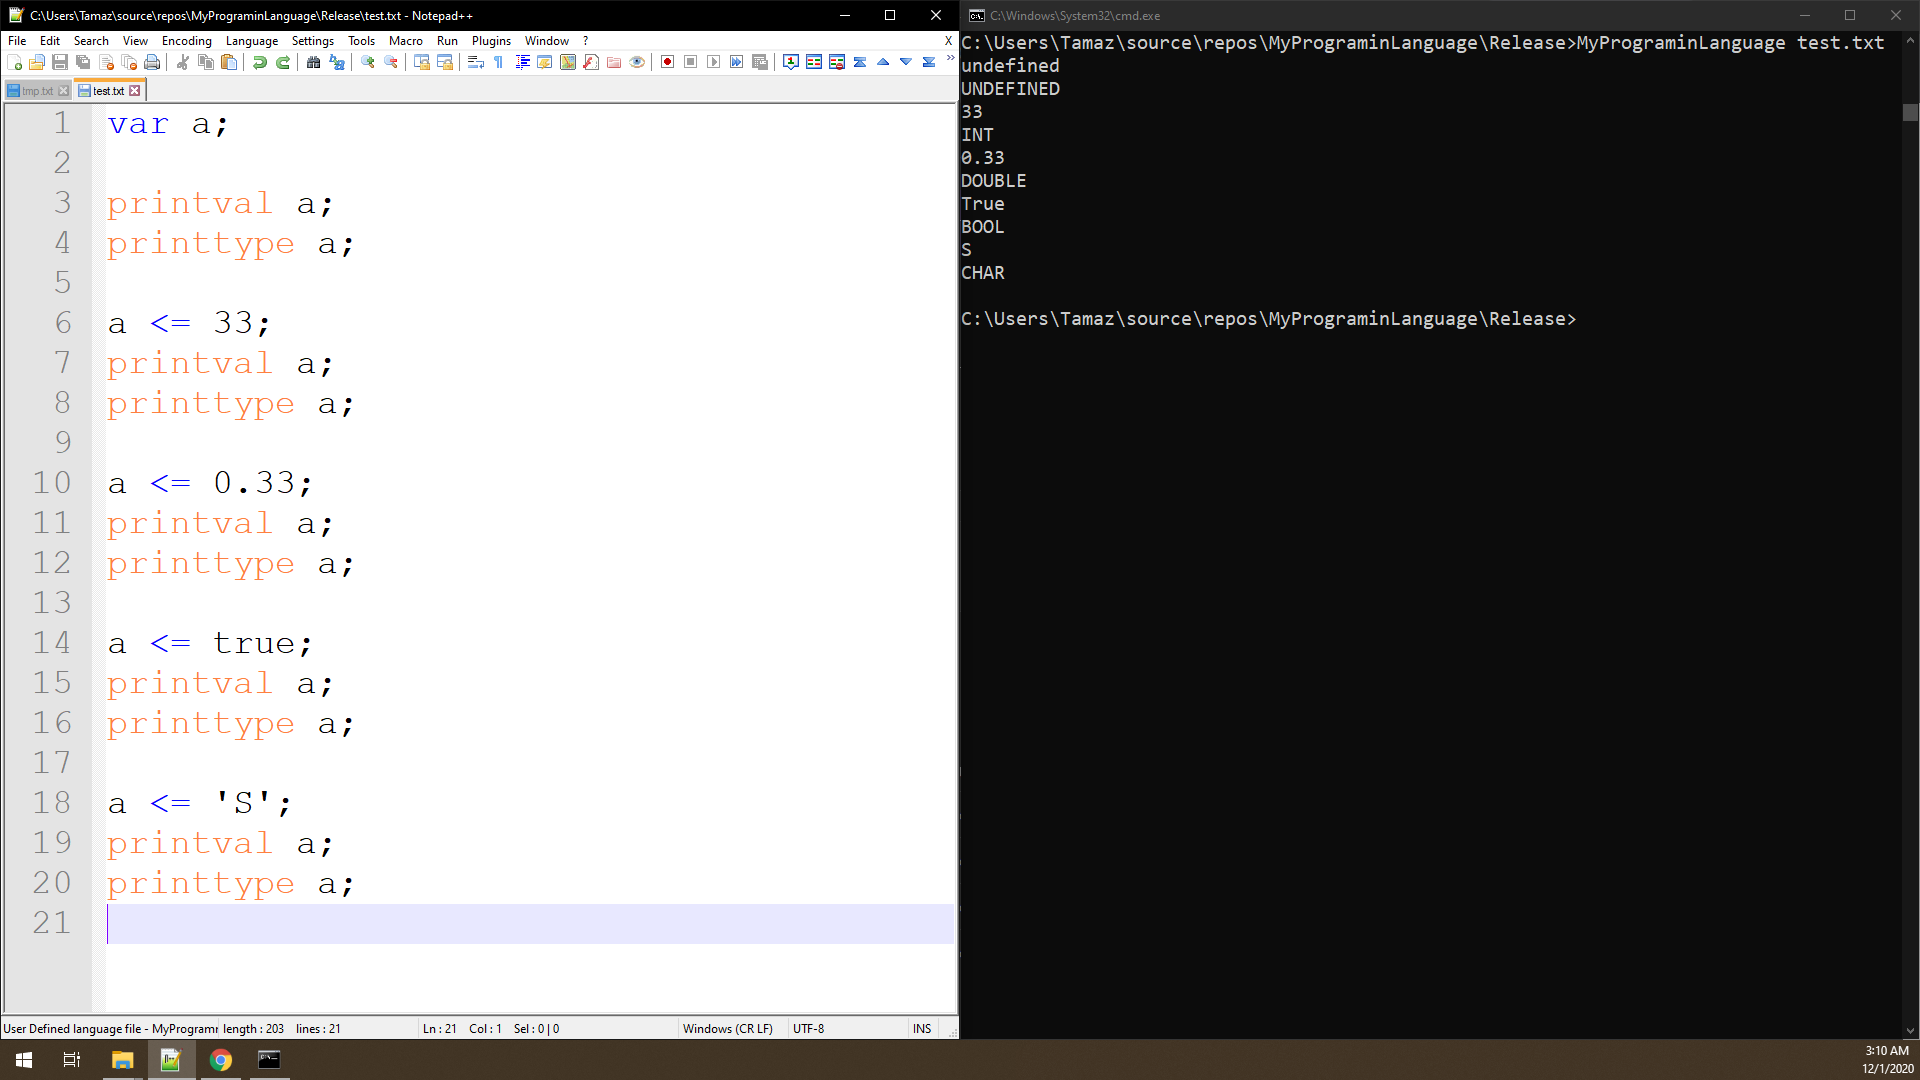 C:\Users\Tamaz\source\repos\MyPrograminLanguage\Release\test.txt - Notepad++
File Edit Search View Encoding Language Settings Tools Macro Run Plugins Window ? X
tmp.txt test.txt
1 var a;
2
3 printval a;
4 printtype a;
5
6 a <= 33;
7 printval a;
8 printtype a;
9
10 a <= 0.33;
11 printval a;
12 printtype a;
13
14 a <= true;
15 printval a;
16 printtype a;
17
18 a <= 'S';
19 printval a;
20 printtype a;
21
User Defined language file - MyProgramr length : 203 lines : 21 Ln : 21 Col : 1 Sel : 0 | 0 Windows (CR LF) UTF-8 INS
C:\Windows\System32\cmd.exe
C:\Users\Tamaz\source\repos\MyPrograminLanguage\Release>MyPrograminLanguage test.txt
undefined
UNDEFINED
33
INT
0.33
DOUBLE
True
BOOL
S
CHAR
C:\Users\Tamaz\source\repos\MyPrograminLanguage\Release>
3:10 AM
12/1/2020